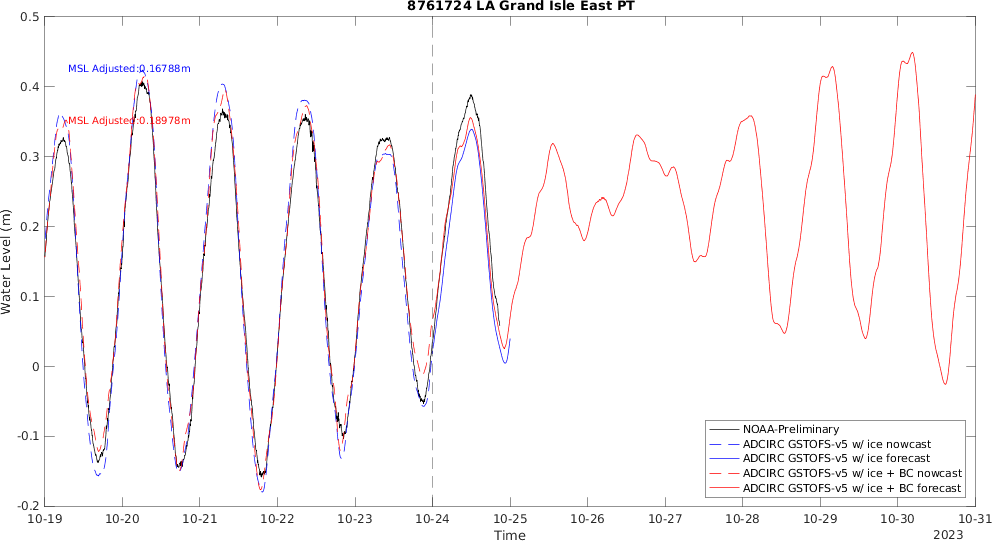 8761724 LA Grand Isle East PT
0.5
0.4
0.3
0.2
0.1
0
-0.1
-0.2
Water Level (m)
MSL Adjusted:0.16788m
MSL Adjusted:0.18978m
NOAA-Preliminary
ADCIRC GSTOFS-v5 w/ ice nowcast
ADCIRC GSTOFS-v5 w/ ice forecast
ADCIRC GSTOFS-v5 w/ ice + BC nowcast
ADCIRC GSTOFS-v5 w/ ice + BC forecast
10-19 10-20 10-21 10-22 10-23 10-24 10-25 10-26 10-27 10-28 10-29 10-30 10-31
Time
2023